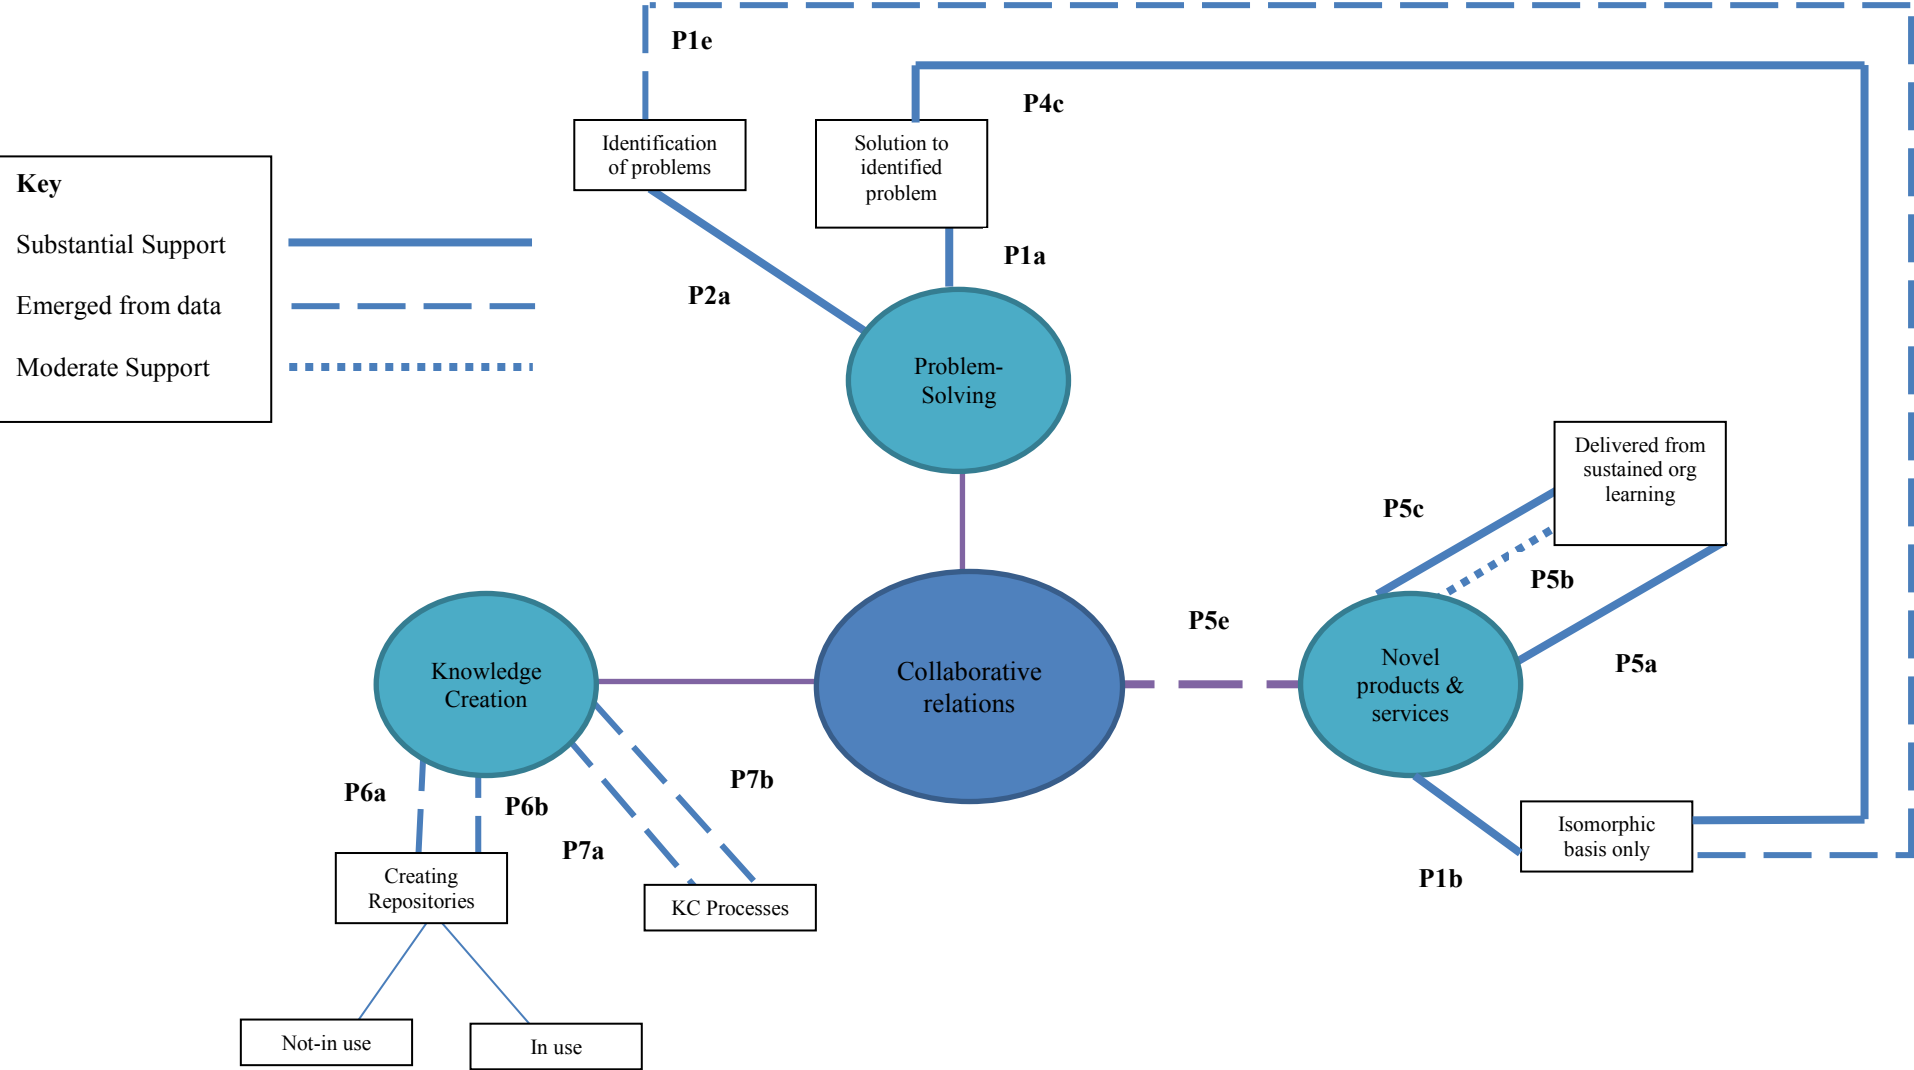 P1e
P4c
Identification
of problems
Solution to
identified
problem
Key
Substantial Support
Emerged from data
Moderate Support
P1a
P2a
Problem-
Solving
Delivered from
sustained org
learning
P5c
P5b
P5e
P5a
Knowledge
Creation
Collaborative
relations
Novel
products &
services
P6a
P6b
P7b
P7a
P1b
Isomorphic
basis only
Creating
Repositories
KC Processes
Not-in use
In use